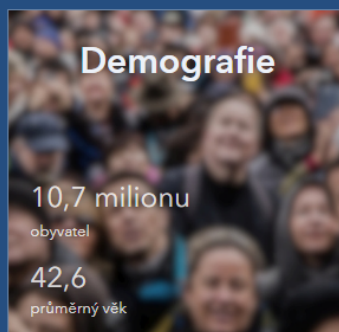 Demografie
10,7 milionu
obyvatel
42,6
průměrný věk